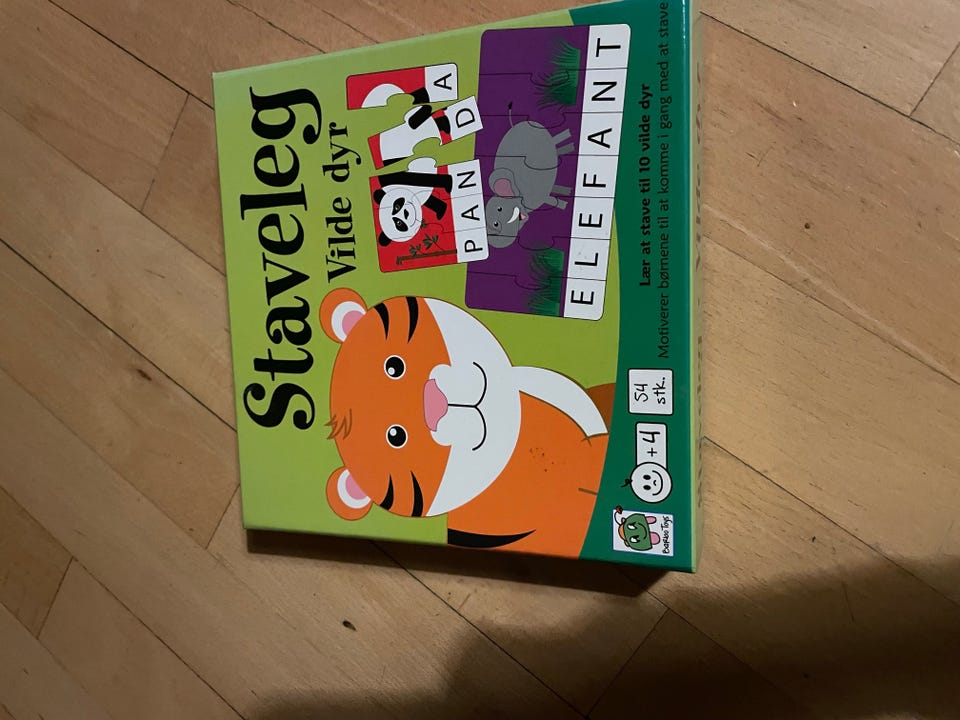 Staveleg
Vilde dyr
PANDA
ELEFANT
Lær at stave til 10 vilde dyr
Motiverer børnene til at komme i gang med at stave
+4
54
stk.
Barbo Toys